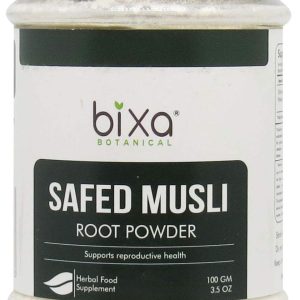 bixa®
BOTANICAL
SAFED MUSLI
ROOT POWDER
Supports reproductive health
Herbal Food
Supplement
100 GM
3.5 OZ